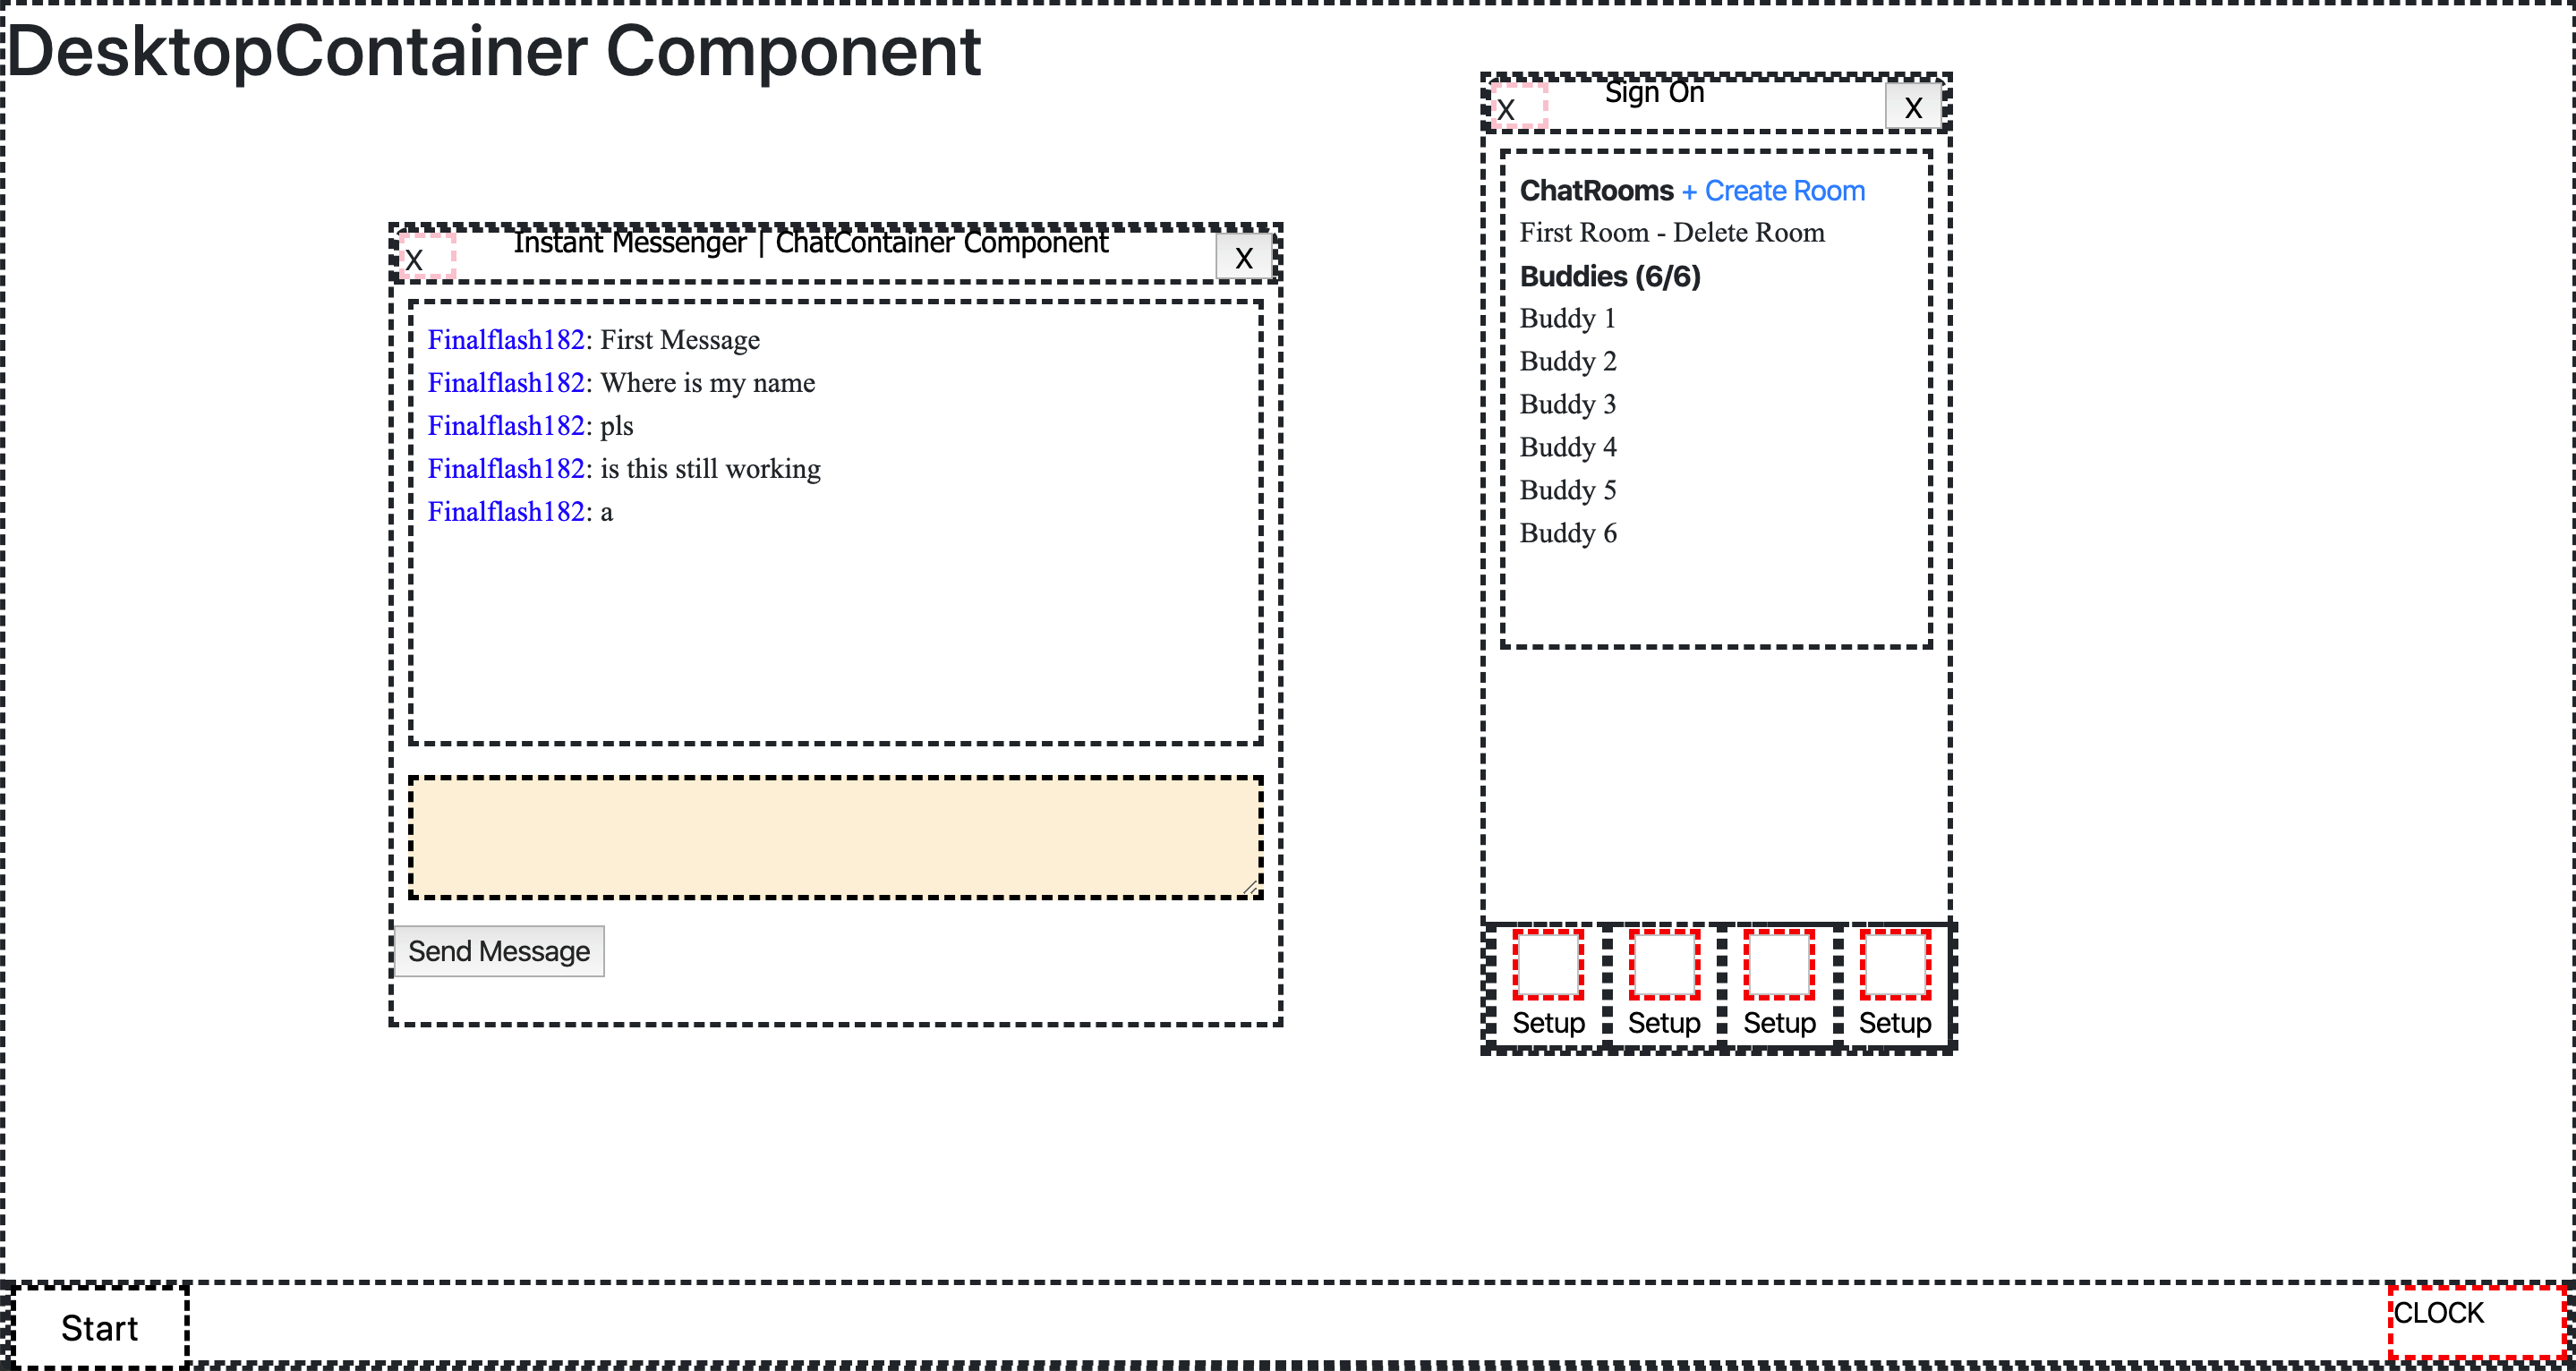 DesktopContainer Component
X
Instant Messenger | ChatContainer Component
X
Finalflash182: First Message
Finalflash182: Where is my name
Finalflash182: pls
Finalflash182: is this still working
Finalflash182: a
Send Message
X
Sign On
X
ChatRooms + Create Room
First Room - Delete Room
Buddies (6/6)
Buddy 1
Buddy 2
Buddy 3
Buddy 4
Buddy 5
Buddy 6
Setup
Setup
Setup
Setup
Start
CLOCK